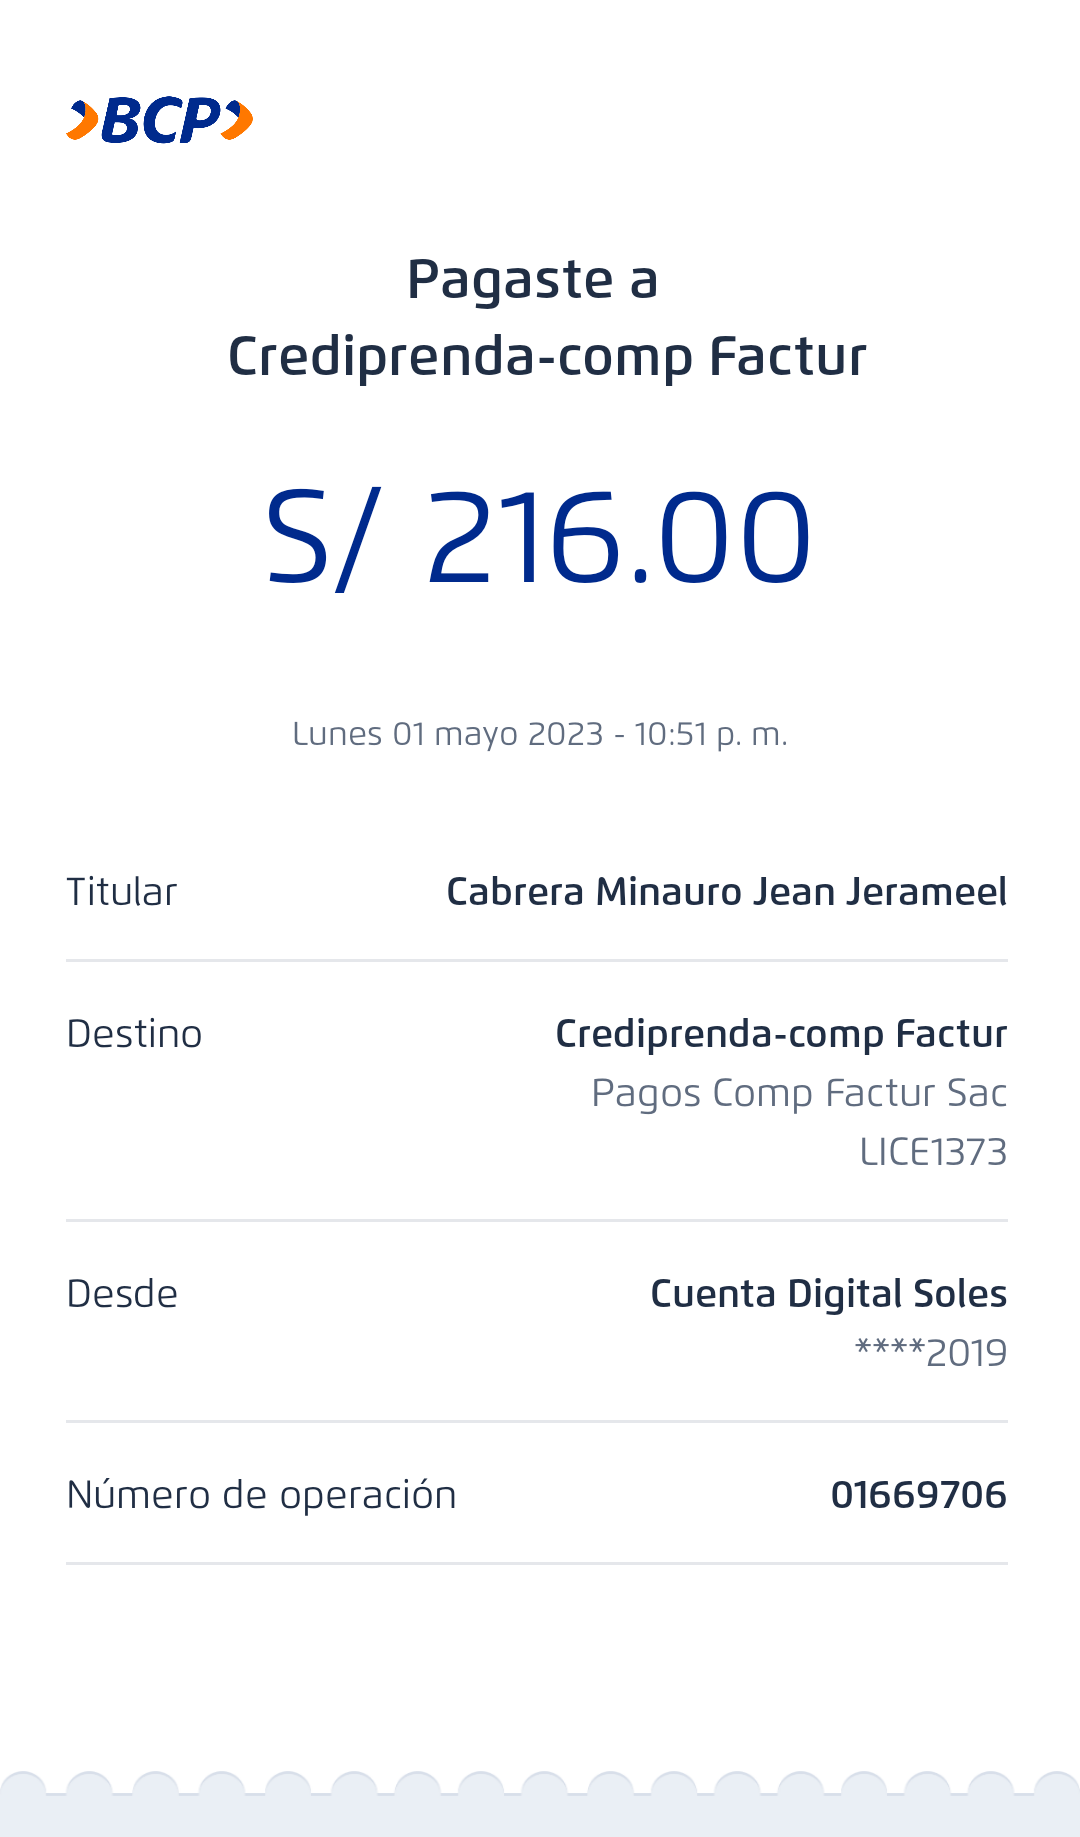 BCP
Pagaste a
Crediprenda-comp Factur
S/ 216.00
Lunes 01 mayo 2023 - 10:51 p. m.
Titular Cabrera Minauro Jean Jerameel
Destino Crediprenda-comp Factur
Pagos Comp Factur Sac
LICE1373
Desde Cuenta Digital Soles
****2019
Número de operación 01669706